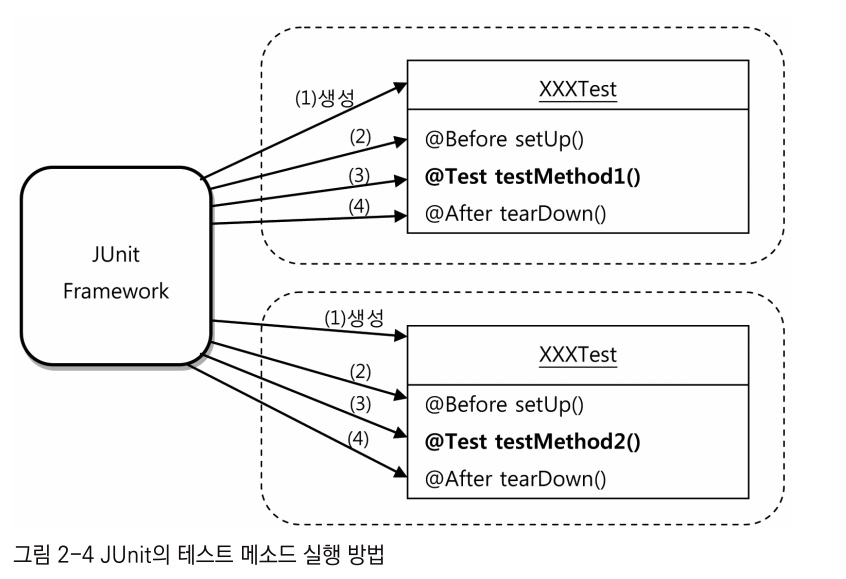 (1)생성
XXXTest
(2)
@Before setUp()
(3)
@Test testMethod1()
(4)
@After tearDown()
JUnit
Framework
(1)생성
XXXTest
(2)
@Before setUp()
(3)
@Test testMethod2()
(4)
@After tearDown()
그림 2-4 JUnit의 테스트 메소드 실행 방법